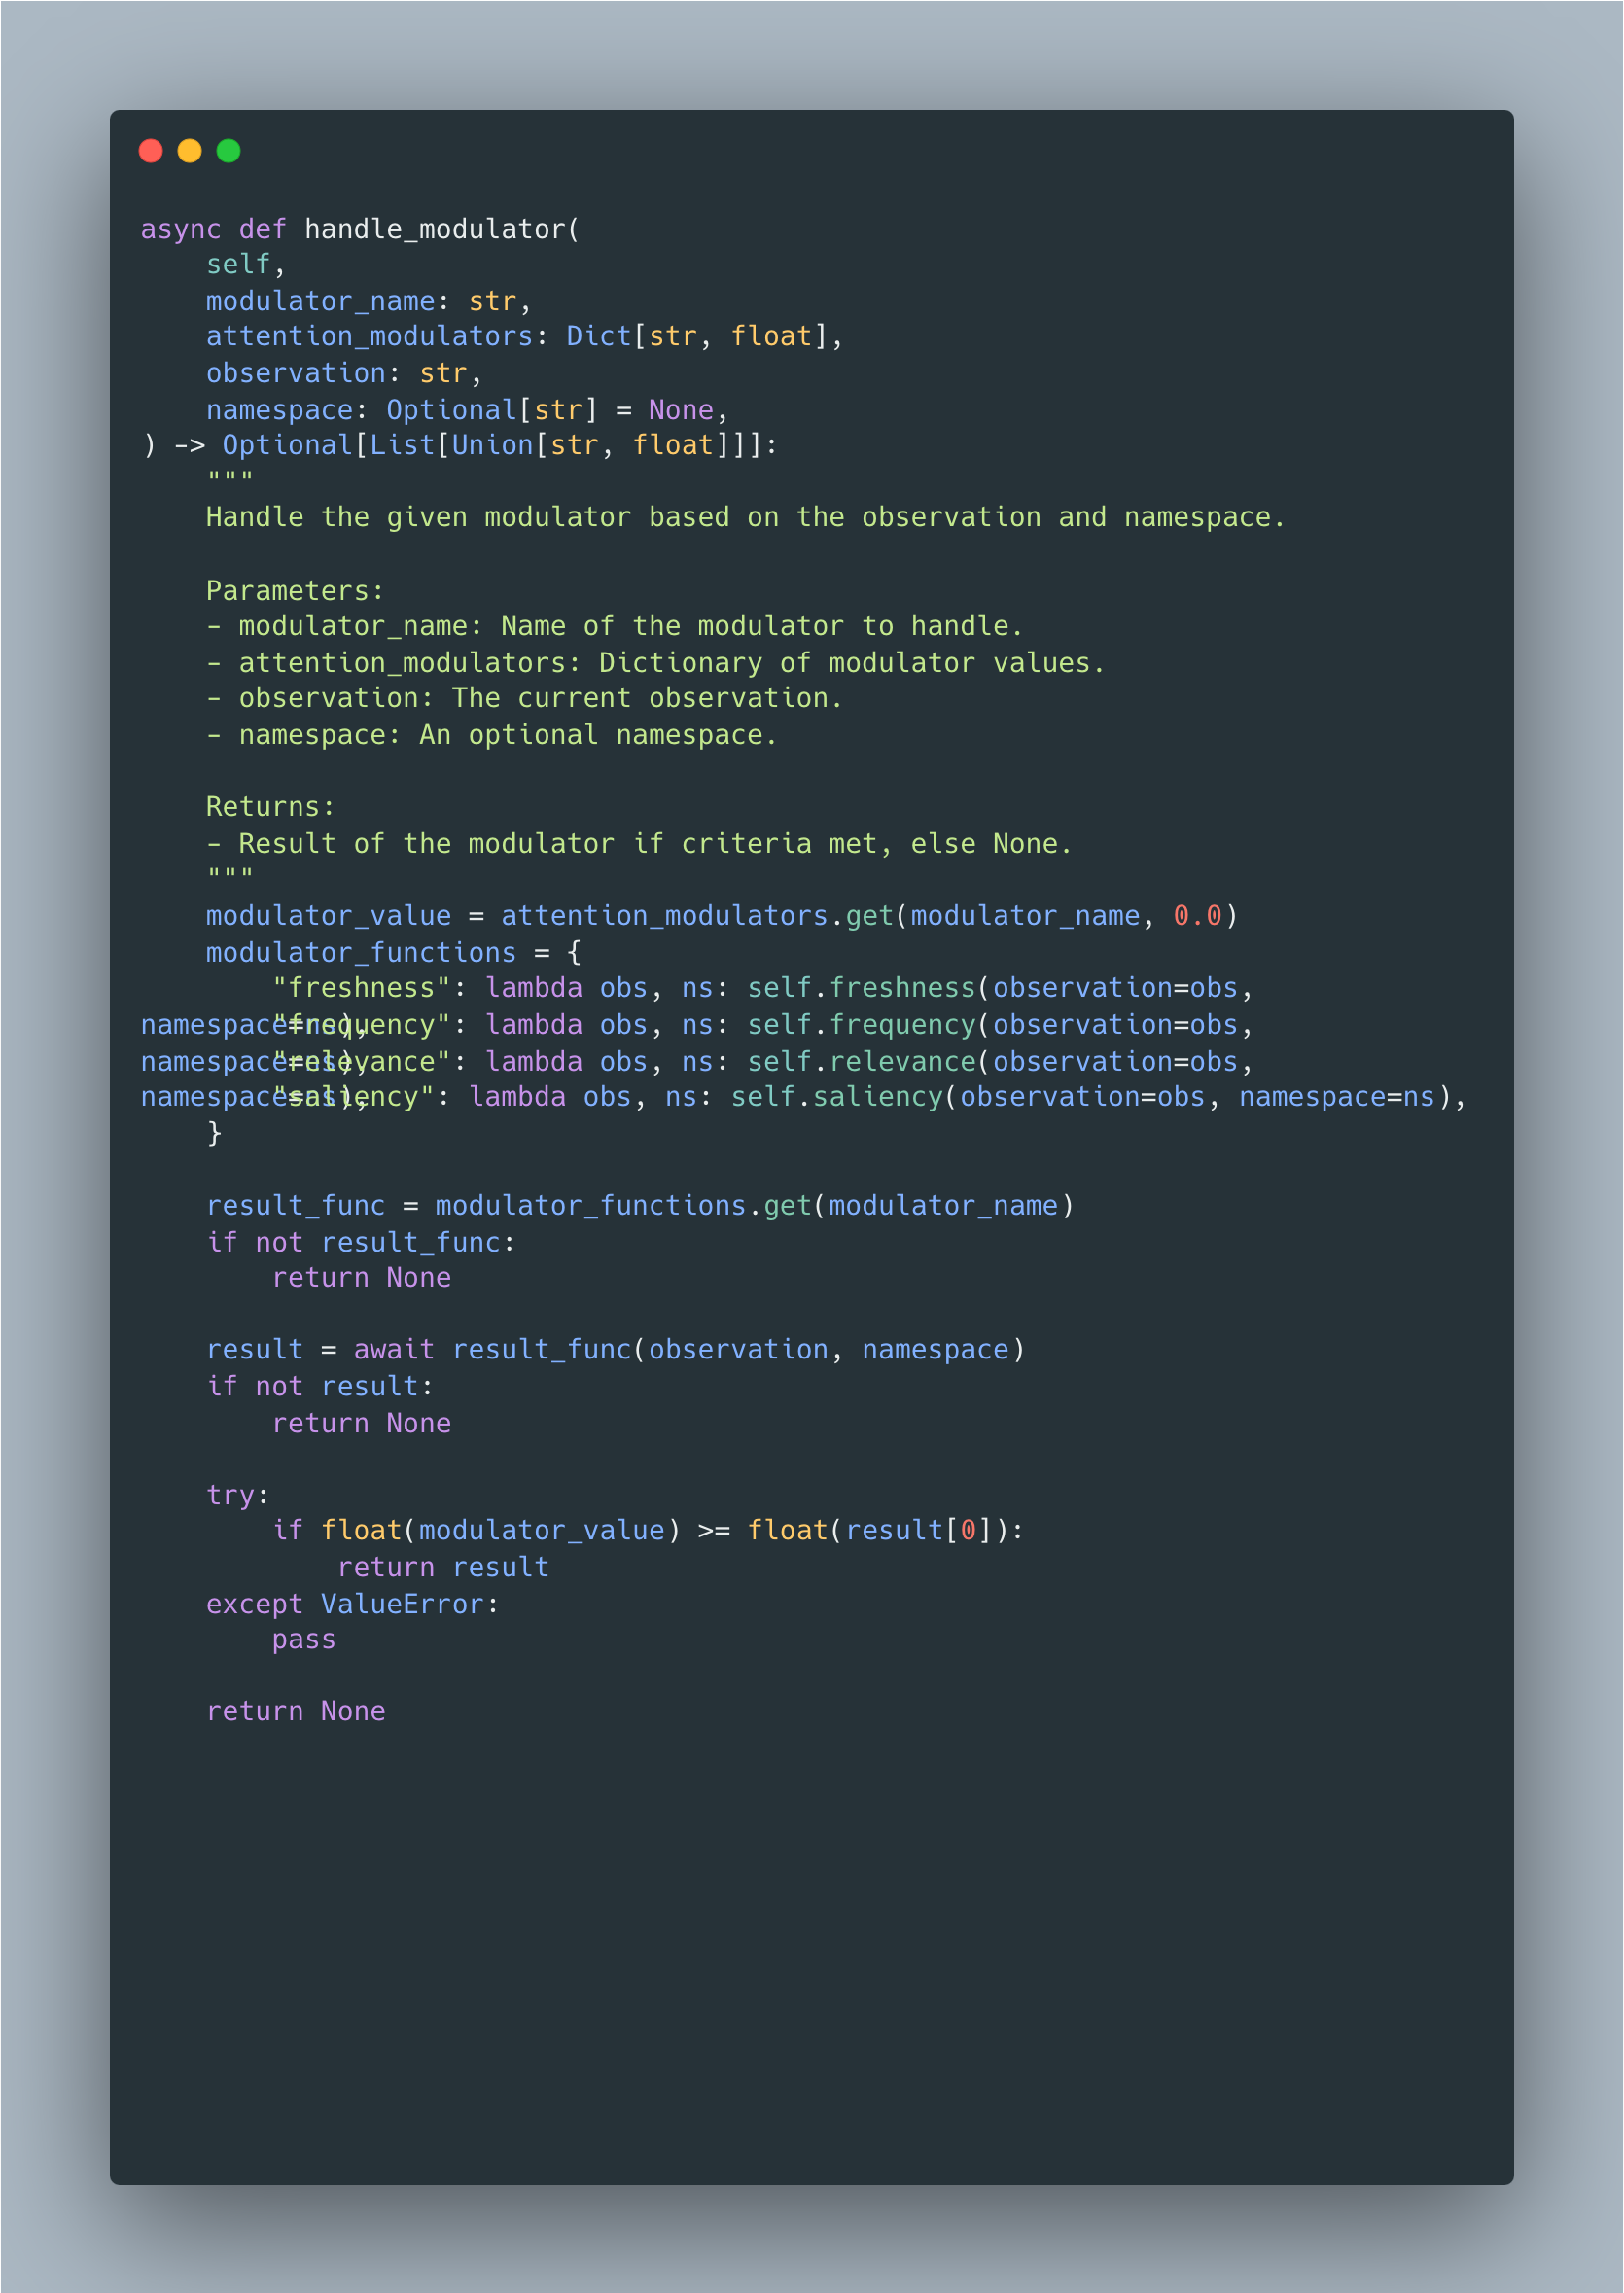 async def handle_modulator(
    self,
    modulator_name: str,
    attention_modulators: Dict[str, float],
    observation: str,
    namespace: Optional[str] = None,
) -> Optional[List[Union[str, float]]]:
    """
    Handle the given modulator based on the observation and namespace.

    Parameters:
    - modulator_name: Name of the modulator to handle.
    - attention_modulators: Dictionary of modulator values.
    - observation: The current observation.
    - namespace: An optional namespace.

    Returns:
    - Result of the modulator if criteria met, else None.
    """
    modulator_value = attention_modulators.get(modulator_name, 0.0)
    modulator_functions = {
        "freshness": lambda obs, ns: self.freshness(observation=obs,
namespace=ns),
        "frequency": lambda obs, ns: self.frequency(observation=obs,
namespace=ns),
        "relevance": lambda obs, ns: self.relevance(observation=obs,
namespace=ns),
        "saliency": lambda obs, ns: self.saliency(observation=obs, namespace=ns),
    }

    result_func = modulator_functions.get(modulator_name)
    if not result_func:
        return None

    result = await result_func(observation, namespace)
    if not result:
        return None

    try:
        if float(modulator_value) >= float(result[0]):
            return result
    except ValueError:
        pass

    return None